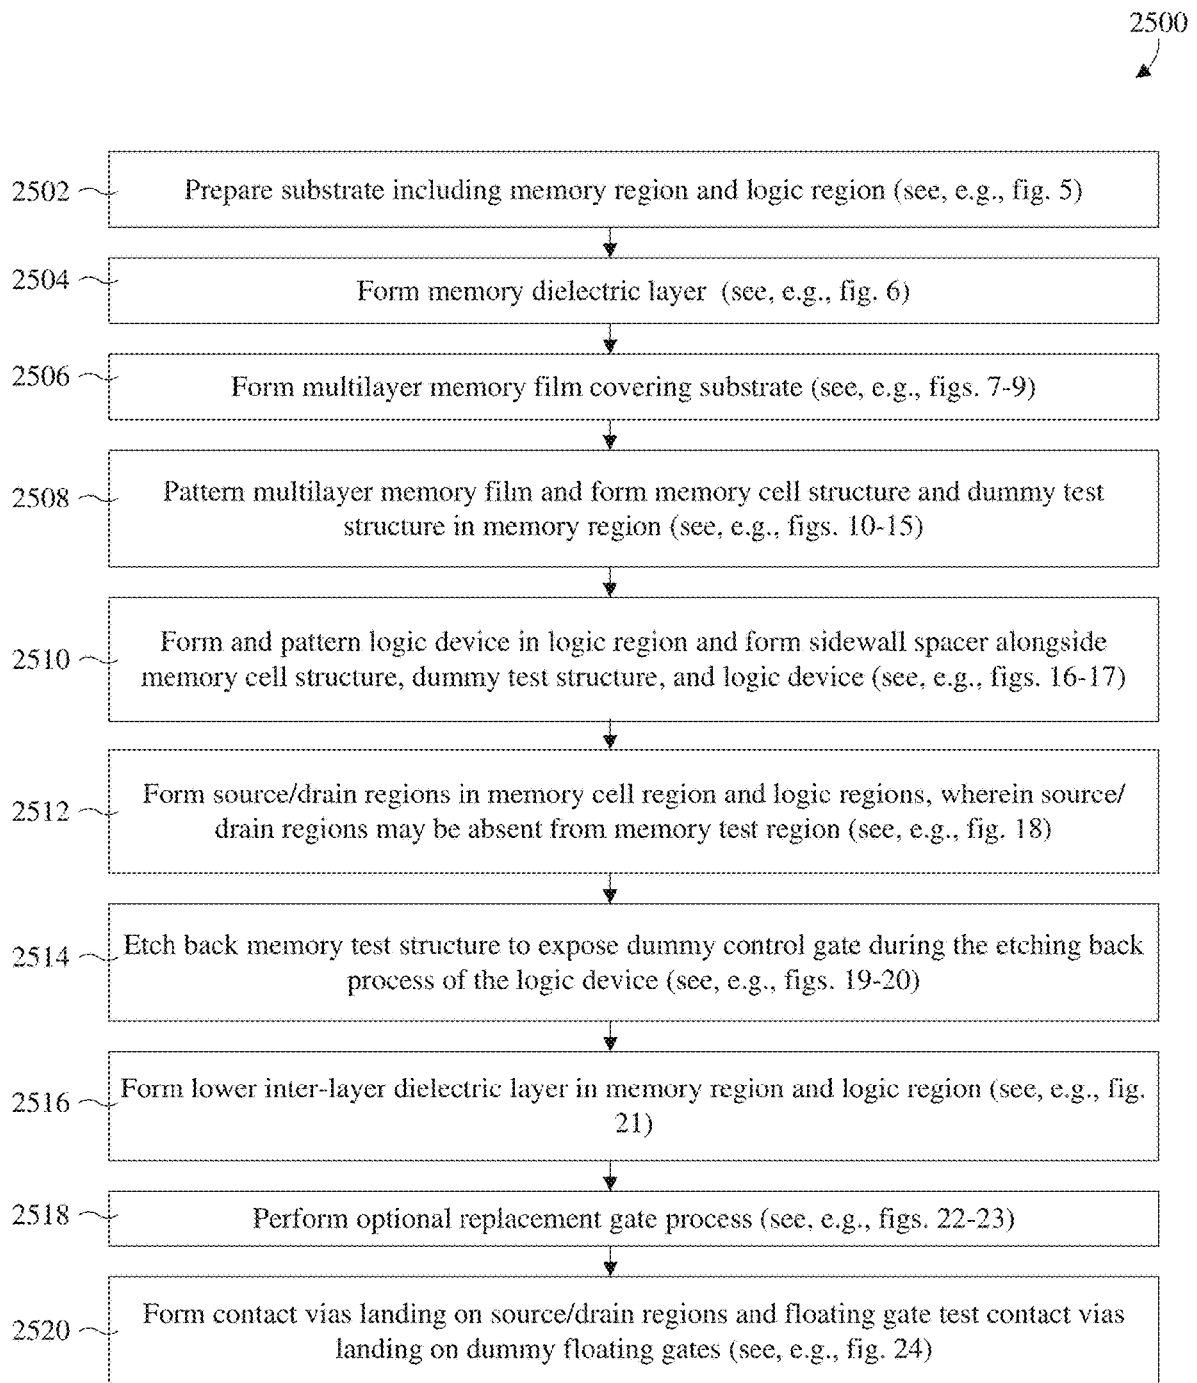 2500
2502
Prepare substrate including memory region and logic region (see, e.g., fig. 5)
2504
Form memory dielectric layer (see, e.g., fig. 6)
2506
Form multilayer memory film covering substrate (see, e.g., figs. 7-9)
2508
Pattern multilayer memory film and form memory cell structure and dummy test
structure in memory region (see, e.g., figs. 10-15)
2510
Form and pattern logic device in logic region and form sidewall spacer alongside
memory cell structure, dummy test structure, and logic device (see, e.g., figs. 16-17)
2512
Form source/drain regions in memory cell region and logic regions, wherein source/
drain regions may be absent from memory test region (see, e.g., fig. 18)
2514
Etch back memory test structure to expose dummy control gate during the etching back
process of the logic device (see, e.g., figs. 19-20)
2516
Form lower inter-layer dielectric layer in memory region and logic region (see, e.g., fig.
21)
2518
Perform optional replacement gate process (see, e.g., figs. 22-23)
2520
Form contact vias landing on source/drain regions and floating gate test contact vias
landing on dummy floating gates (see, e.g., fig. 24)